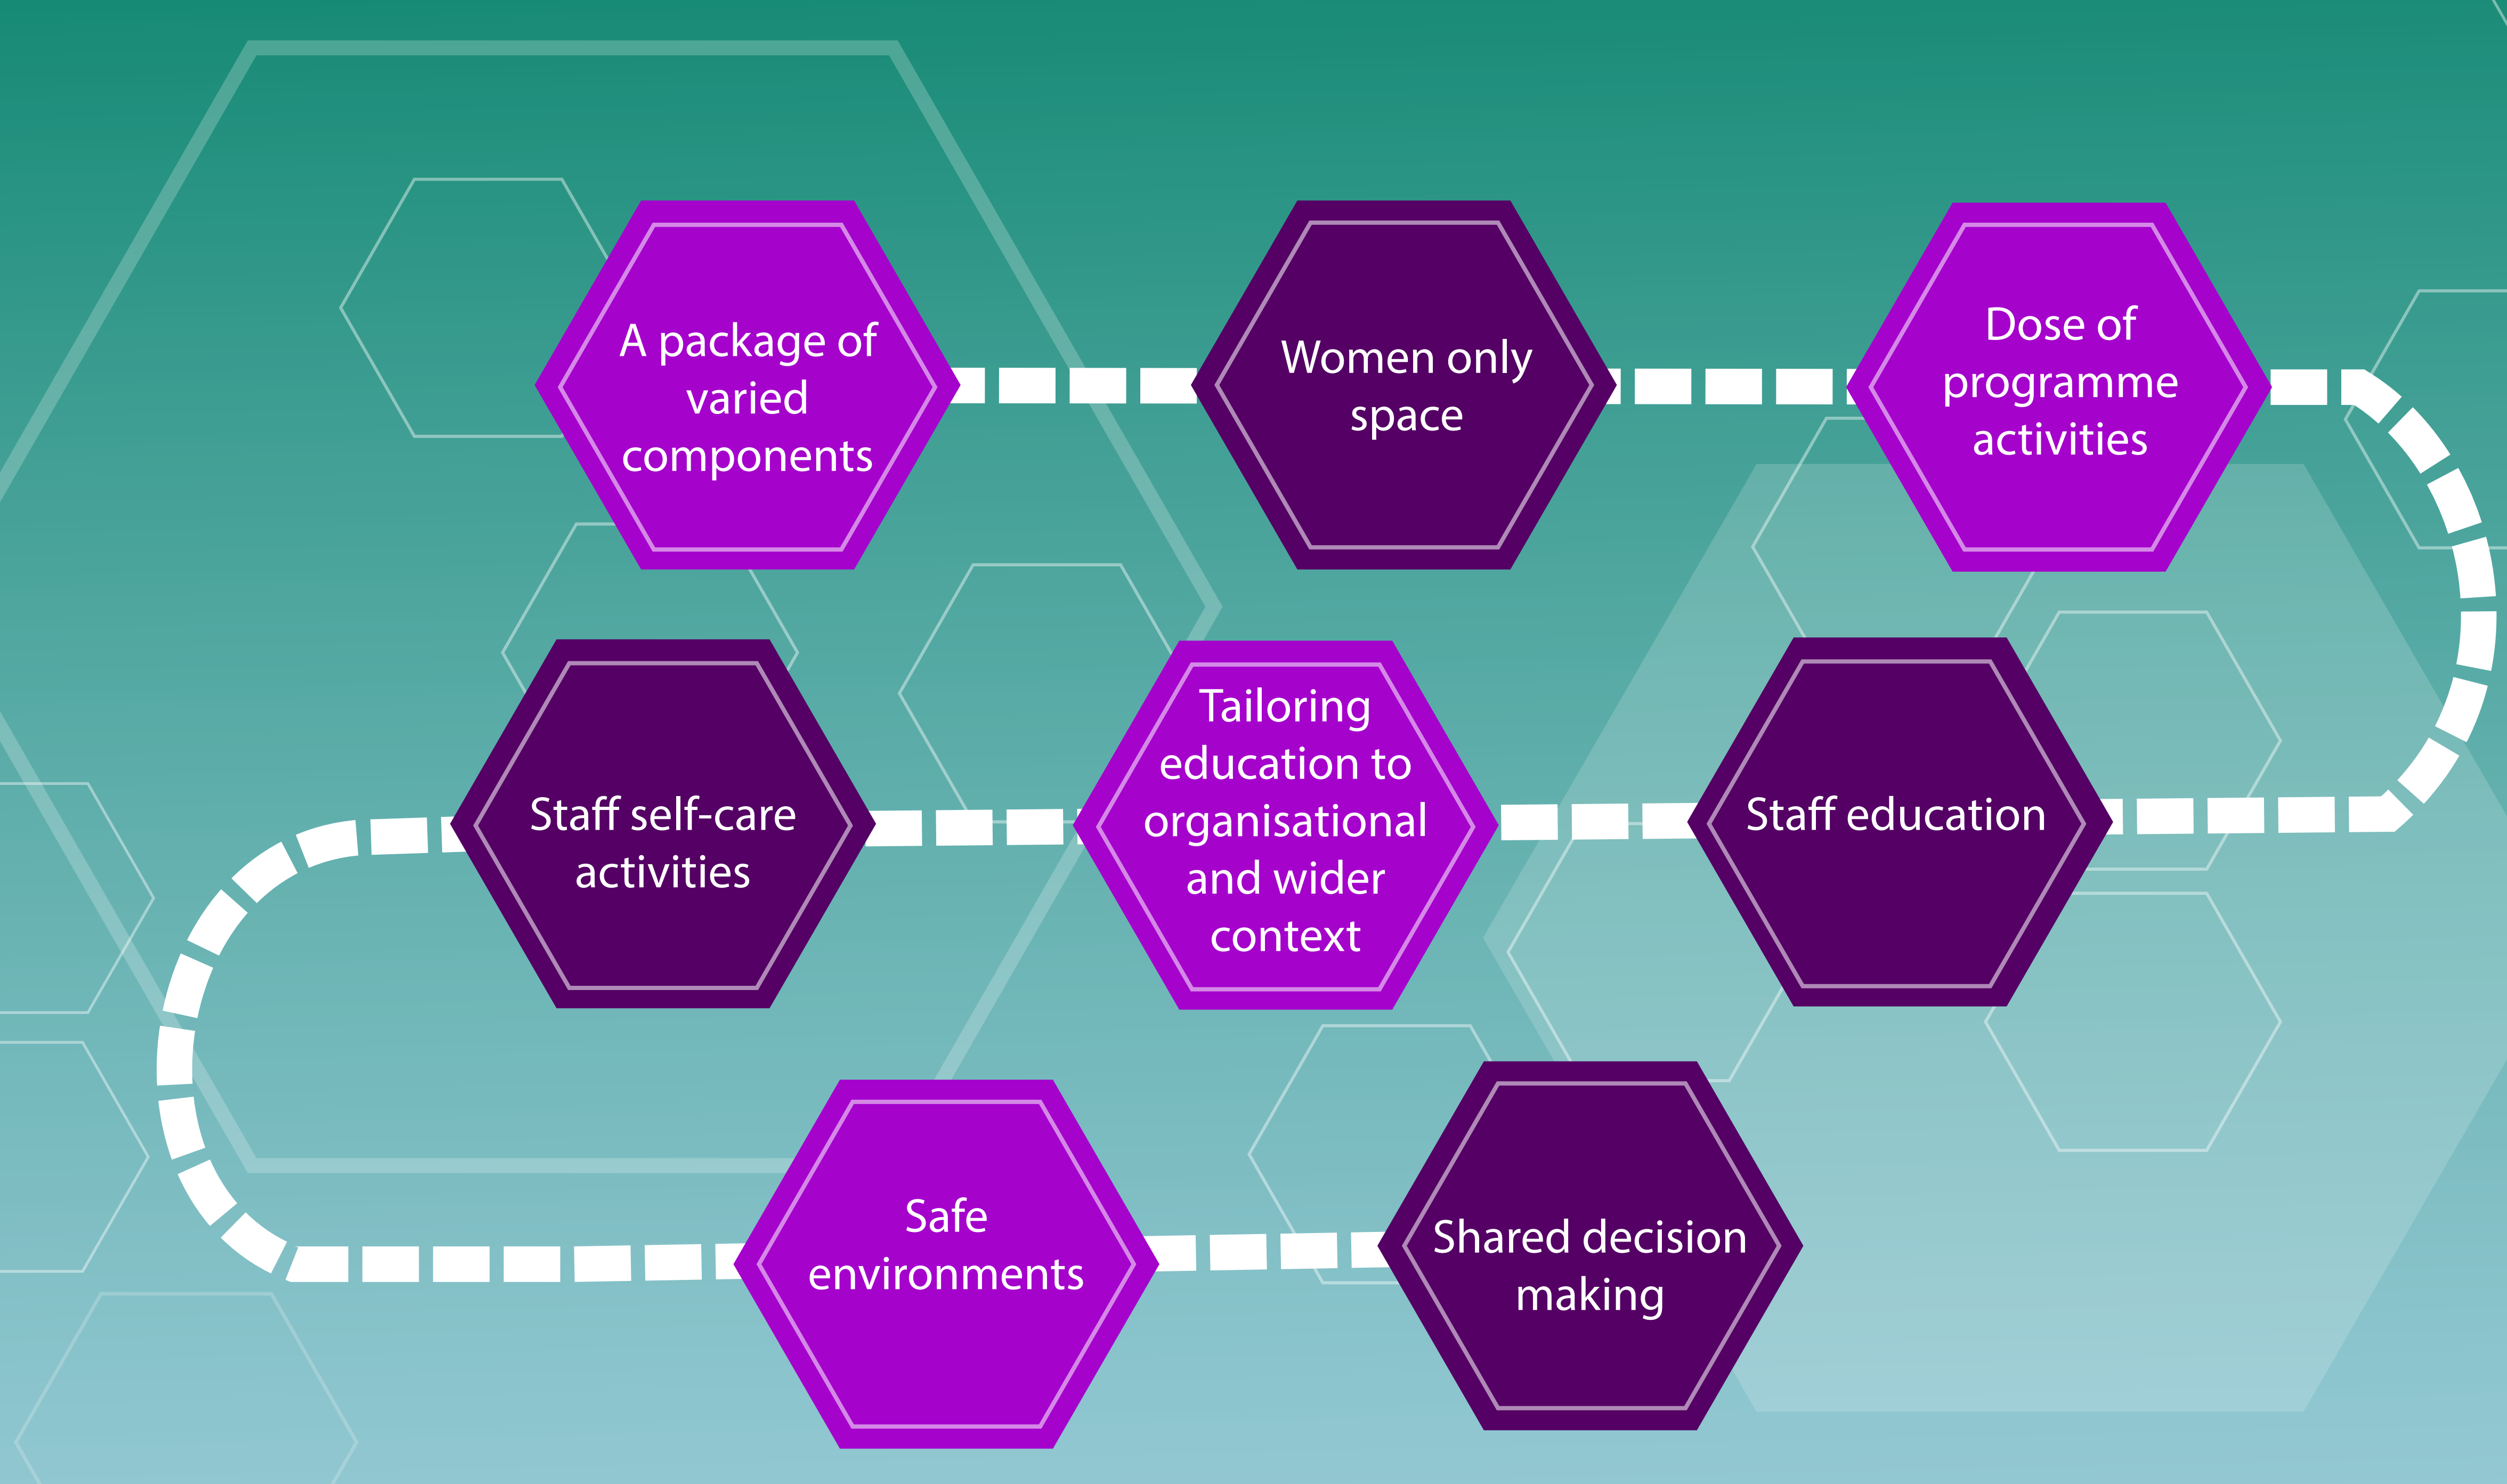 A package of
varied
components
Women only
space
Dose of
programme
activities
Staff self-care
activities
Tailoring
education to
organisational
and wider
context
Staff education
Safe
environments
Shared decision
making